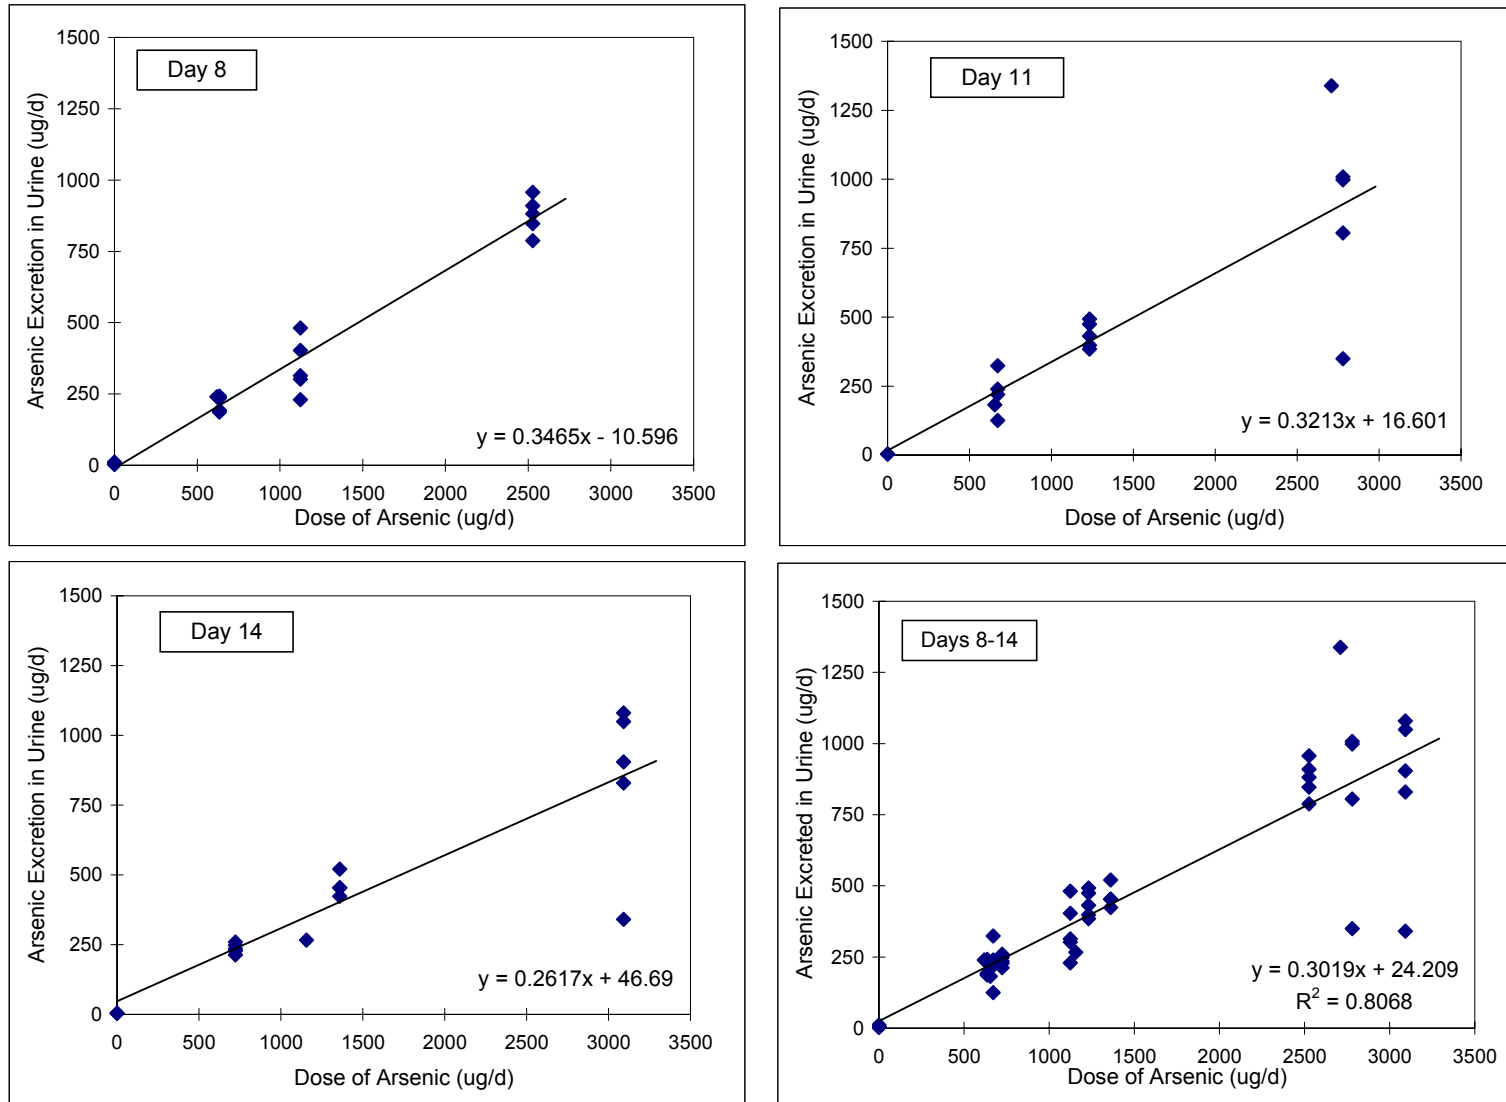 Day 8
Arsenic Excretion in Urine (ug/d)
1500
1250
1000
750
500
250
0
y = 0.3465x - 10.596
0 500 1000 1500 2000 2500 3000 3500
Dose of Arsenic (ug/d)
Day 11
Arsenic Excretion in Urine (ug/d)
1500
1250
1000
750
500
250
0
y = 0.3213x + 16.601
0 500 1000 1500 2000 2500 3000 3500
Dose of Arsenic (ug/d)
Day 14
Arsenic Excretion in Urine (ug/d)
1500
1250
1000
750
500
250
0
y = 0.2617x + 46.69
0 500 1000 1500 2000 2500 3000 3500
Dose of Arsenic (ug/d)
Days 8-14
Arsenic Excreted in Urine (ug/d)
1500
1250
1000
750
500
250
0
y = 0.3019x + 24.209
R² = 0.8068
0 500 1000 1500 2000 2500 3000 3500
Dose of Arsenic (ug/d)